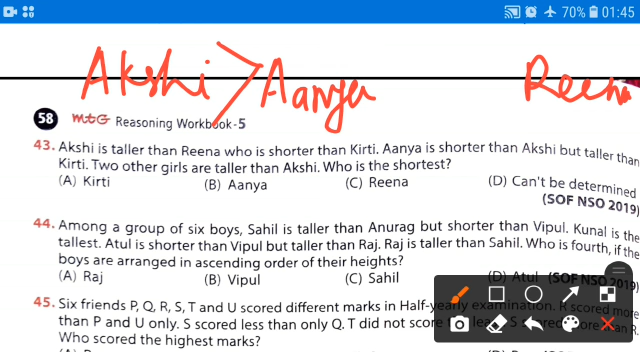 70% 01:45
Akshi > Aanya Reena
58 mtG Reasoning Workbook-5
43. Akshi is taller than Reena who is shorter than Kirti. Aanya is shorter than Akshi but taller than
Kirti. Two other girls are taller than Akshi. Who is the shortest?
(A) Kirti (B) Aanya (C) Reena (D) Can't be determined
(SOF NSO 2019)
44. Among a group of six boys, Sahil is taller than Anurag but shorter than Vipul. Kunal is the
tallest. Atul is shorter than Vipul but taller than Raj. Raj is taller than Sahil. Who is fourth, if the
boys are arranged in ascending order of their heights?
(A) Raj (B) Vipul (C) Sahil (D) Atul (SOF NSO 2019)
45. Six friends P, Q, R, S, T and U scored different marks in Half-yearly examination. R scored more
than P and U only. S scored less than only Q. T did not score S scored more than R.
Who scored the highest marks?